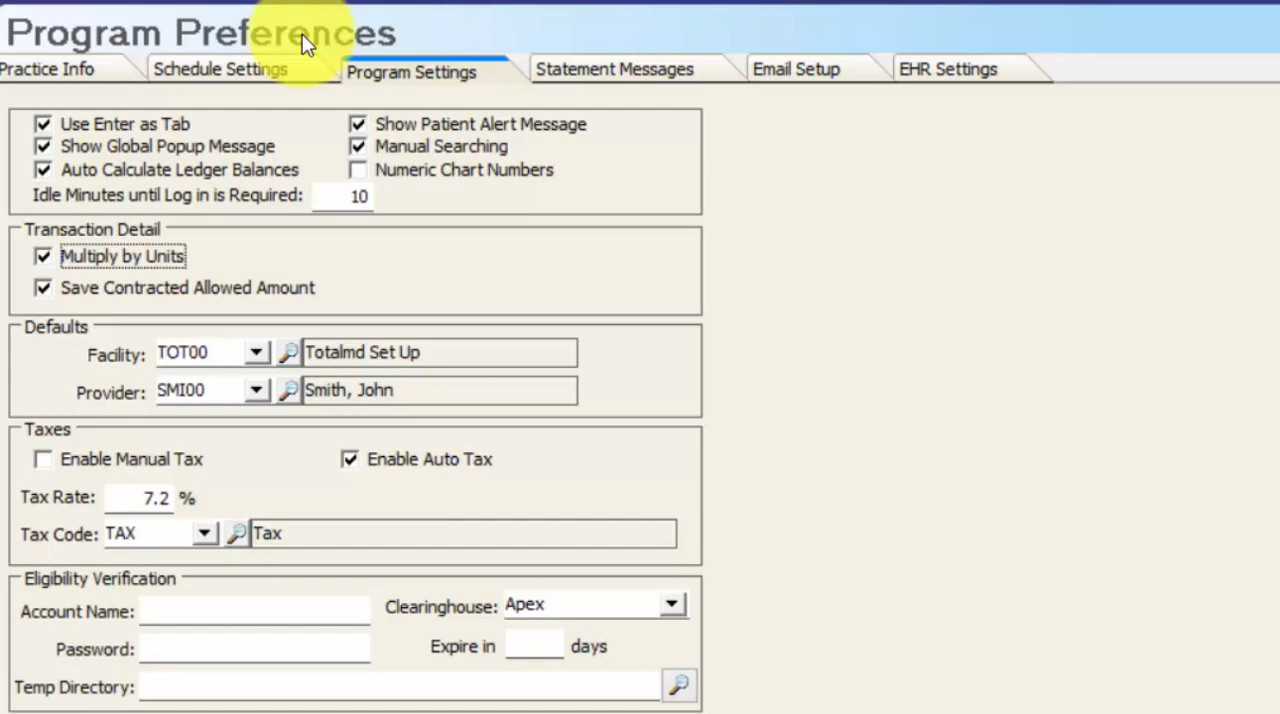 Program Preferences
Practice Info Schedule Settings Program Settings Statement Messages Email Setup EHR Settings
Use Enter as Tab Show Patient Alert Message
Show Global Popup Message Manual Searching
Auto Calculate Ledger Balances Numeric Chart Numbers
Idle Minutes until Log in is Required: 10
Transaction Detail
Multiply by Units
Save Contracted Allowed Amount
Defaults
Facility: TOT00 Totalmd Set Up
Provider: SMI00 Smith, John
Taxes
Enable Manual Tax Enable Auto Tax
Tax Rate: 7.2 %
Tax Code: TAX Tax
Eligibility Verification
Account Name: Clearinghouse: Apex
Password: Expire in days
Temp Directory: